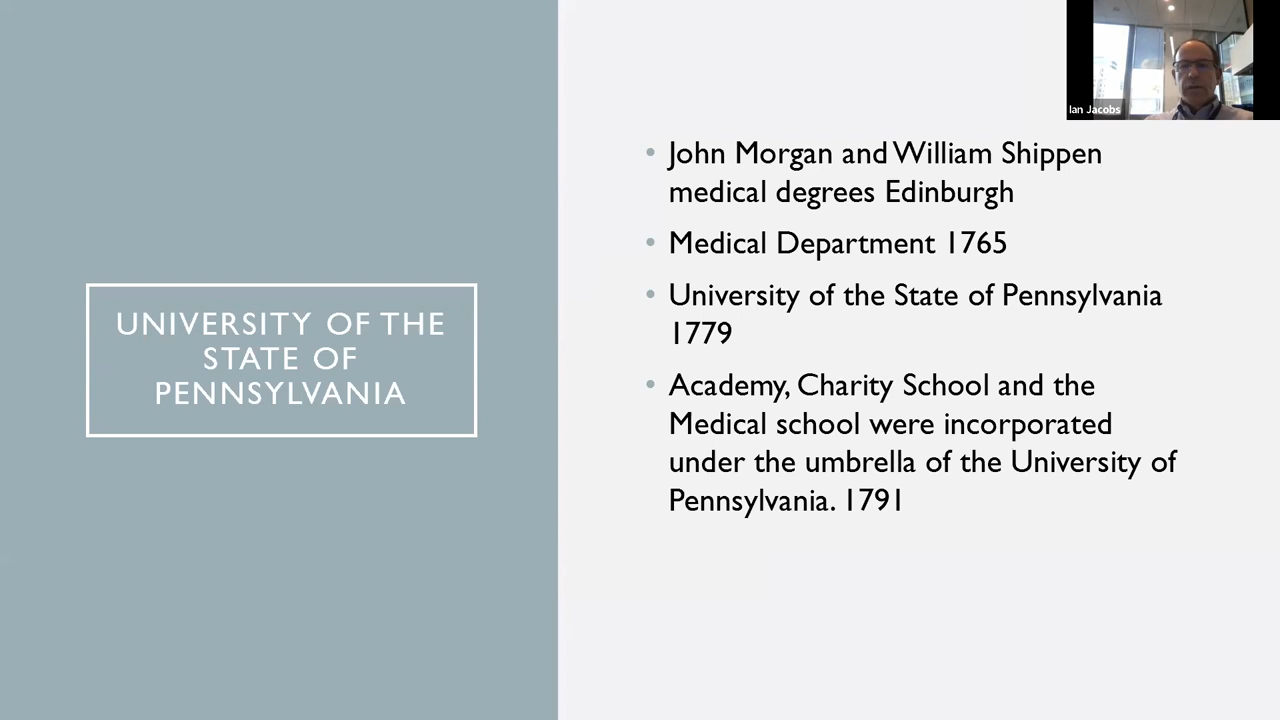 UNIVERSITY OF THE
STATE OF
PENNSYLVANIA
Ian Jacobs
• John Morgan and William Shippen
medical degrees Edinburgh
• Medical Department 1765
• University of the State of Pennsylvania
1779
• Academy, Charity School and the
Medical school were incorporated
under the umbrella of the University of
Pennsylvania. 1791